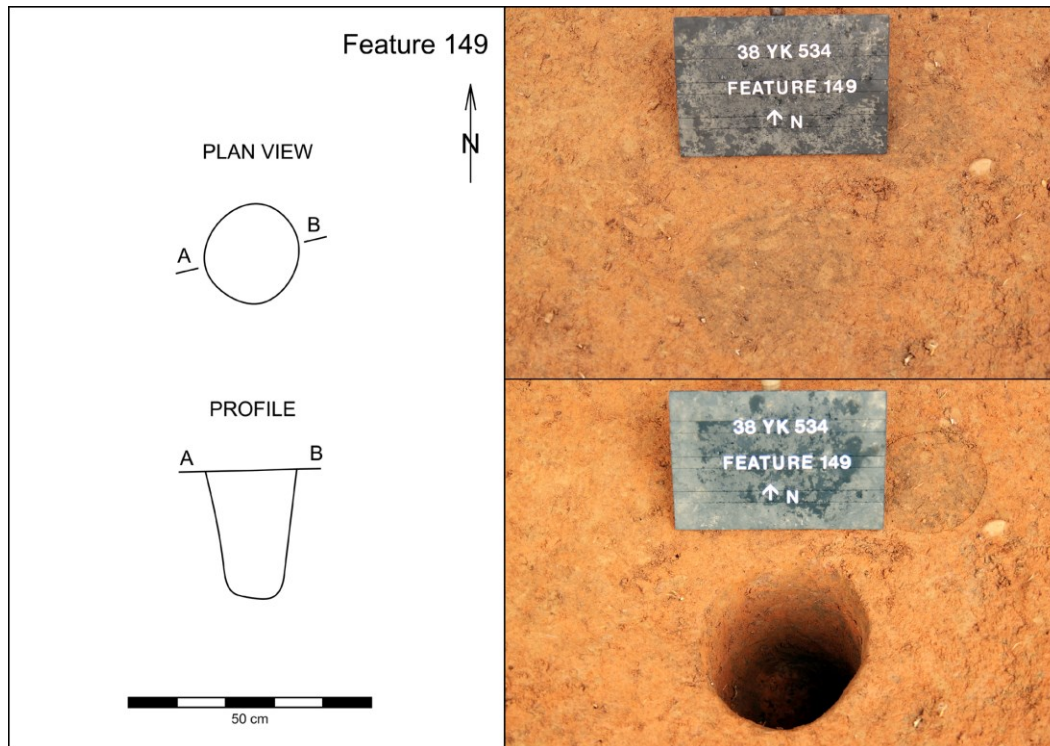 Feature 149
N
PLAN VIEW
A
B
PROFILE
A
B
50 cm
38 YK 534
FEATURE 149
↑ N
38 YK 534
FEATURE 149
↑ N